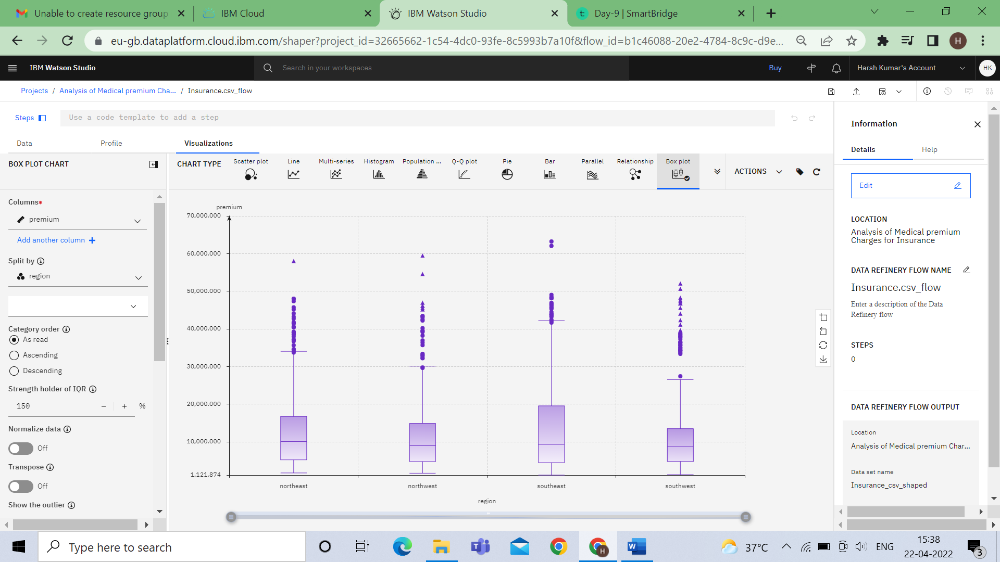 Unable to create resource group
IBM Cloud
IBM Watson Studio
Day-9 | SmartBridge
eu-gb.dataplatform.cloud.ibm.com/shaper?project_id=32665662-1c54-4dc0-93fe-8c5993b7a10f&flow_id=b1c46088-20e2-4784-8c9c-d9e...
H
IBM Watson Studio
Search in your workspaces
Buy
Harsh Kumar's Account
HK
Projects / Analysis of Medical premium Cha... / Insurance.csv_flow
Steps
Use a code template to add a step
Data
Profile
Visualizations
BOX PLOT CHART
Columns*
premium
Add another column +
Split by
region
Category order
As read
Ascending
Descending
Strength holder of IQR
150 − + %
Normalize data
Off
Transpose
Off
Show the outlier
CHART TYPE
Scatter plot
Line
Multi-series
Histogram
Population ...
Q-Q plot
Pie
Bar
Parallel
Relationship
Box plot
ACTIONS
premium
70,000.000
60,000.000
50,000.000
40,000.000
30,000.000
20,000.000
10,000.000
1,121.874
northeast
northwest
southeast
southwest
region
Information
Details
Help
Edit
LOCATION
Analysis of Medical premium
Charges for Insurance
DATA REFINERY FLOW NAME
Insurance.csv_flow
Enter a description of the Data
Refinery flow
STEPS
0
DATA REFINERY FLOW OUTPUT
Location
Analysis of Medical premium Char...
Data set name
Insurance_csv_shaped
Type here to search
H
37°C
ENG
15:38
22-04-2022
3